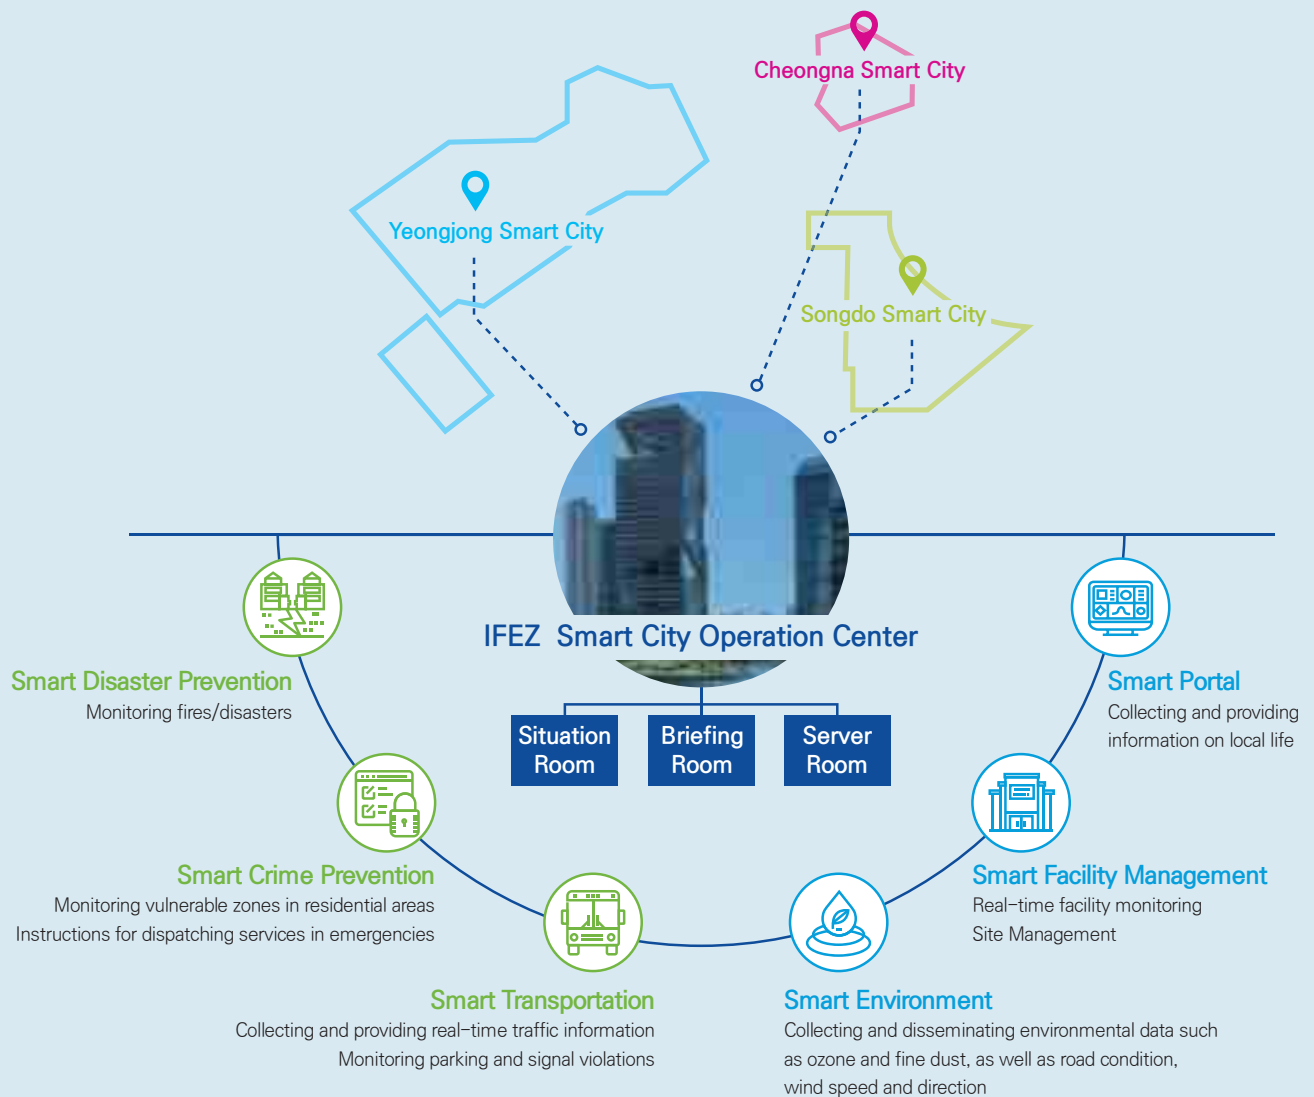 Cheongna Smart City
Yeongjong Smart City
Songdo Smart City
IFEZ Smart City Operation Center
Situation
Room
Briefing
Room
Server
Room
Smart Disaster Prevention
Monitoring fires/disasters
Smart Crime Prevention
Monitoring vulnerable zones in residential areas
Instructions for dispatching services in emergencies
Smart Transportation
Collecting and providing real-time traffic information
Monitoring parking and signal violations
Smart Environment
Collecting and disseminating environmental data such
as ozone and fine dust, as well as road condition,
wind speed and direction
Smart Facility Management
Real-time facility monitoring
Site Management
Smart Portal
Collecting and providing
information on local life